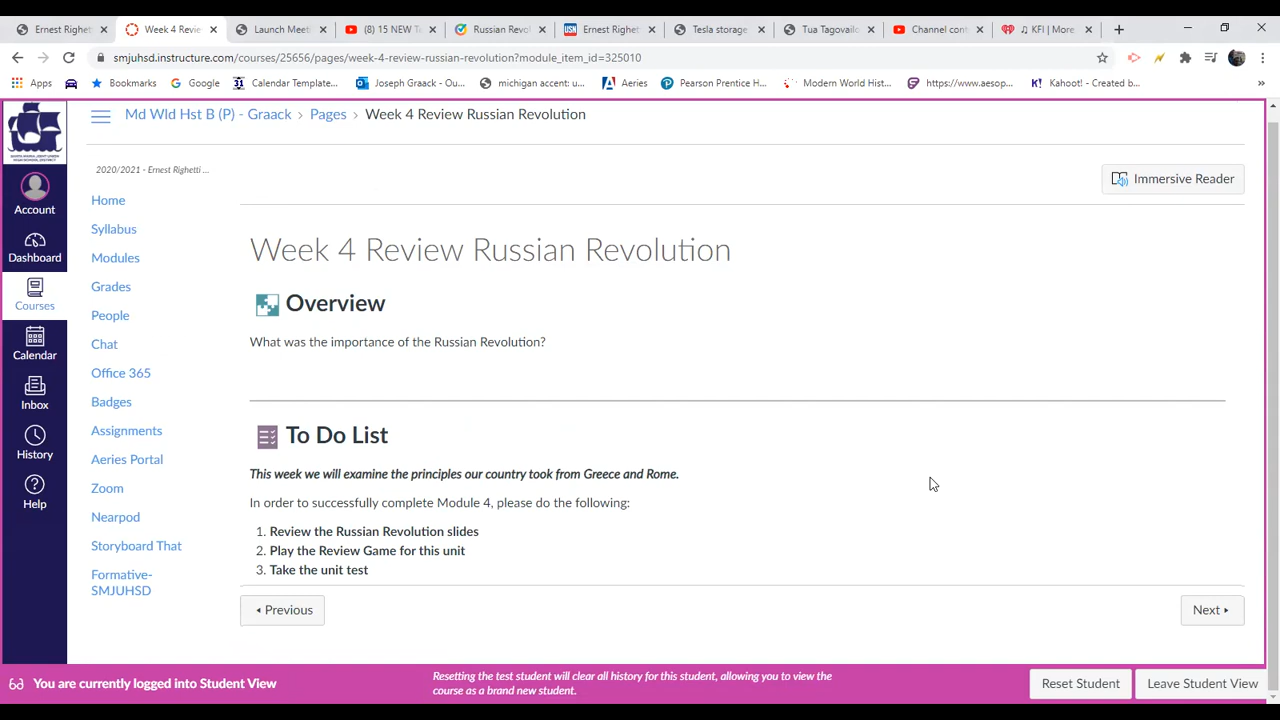 Ernest Righet
Week 4 Review
Launch Meeti
(8) 15 NEW Ta
Russian Revol
Ernest Righet
Tesla storage
Tua Tagovailo
Channel cont
♫ KFI | More
smjuhsd.instructure.com/courses/25656/pages/week-4-review-russian-revolution?module_item_id=325010
Apps
Bookmarks
Google
Calendar Template...
Joseph Graack - Ou...
michigan accent: u...
Aeries
Pearson Prentice H...
Modern World Hist...
https://www.aesop...
Kahoot! - Created b...
Md Wld Hst B (P) - Graack > Pages > Week 4 Review Russian Revolution
2020/2021 - Ernest Righetti ...
Immersive Reader
Account
Dashboard
Courses
Calendar
Inbox
History
Help
Home
Syllabus
Modules
Grades
People
Chat
Office 365
Badges
Assignments
Aeries Portal
Zoom
Nearpod
Storyboard That
Formative-
SMJUHSD
Week 4 Review Russian Revolution
Overview
What was the importance of the Russian Revolution?
To Do List
This week we will examine the principles our country took from Greece and Rome.
In order to successfully complete Module 4, please do the following:
1. Review the Russian Revolution slides
2. Play the Review Game for this unit
3. Take the unit test
Previous
Next
You are currently logged into Student View
Resetting the test student will clear all history for this student, allowing you to view the
course as a brand new student.
Reset Student
Leave Student View